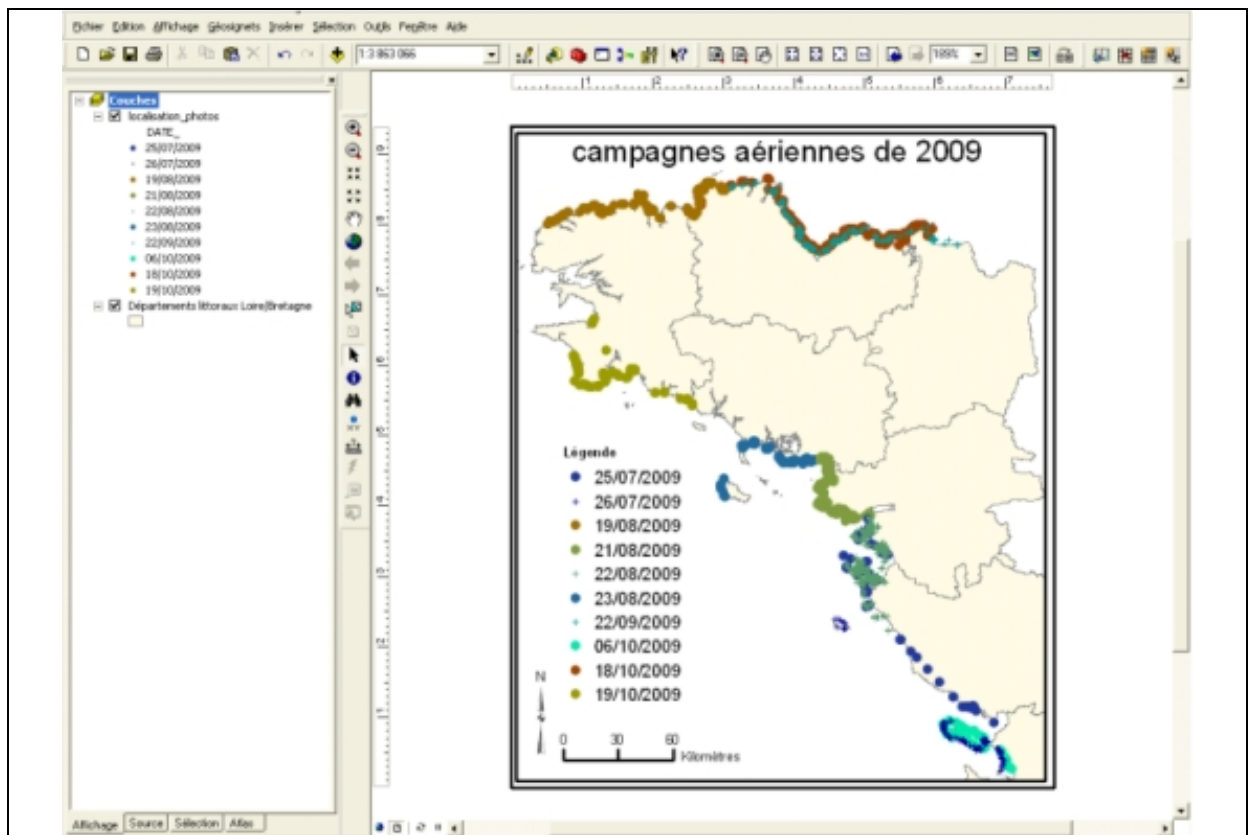 Fichier Edition Affichage Géosignets Insérer Sélection Outils Fenêtre Aide
1:3 863 066
189%
Couches
localisation_photos
DATE_
25/07/2009
26/07/2009
19/08/2009
21/08/2009
22/08/2009
23/08/2009
22/09/2009
06/10/2009
18/10/2009
19/10/2009
Départements littoraux Loire/Bretagne
campagnes aériennes de 2009
Légende
25/07/2009
26/07/2009
19/08/2009
21/08/2009
22/08/2009
23/08/2009
22/09/2009
06/10/2009
18/10/2009
19/10/2009
N
0 30 60
Kilomètres
Affichage Source Sélection Atlas